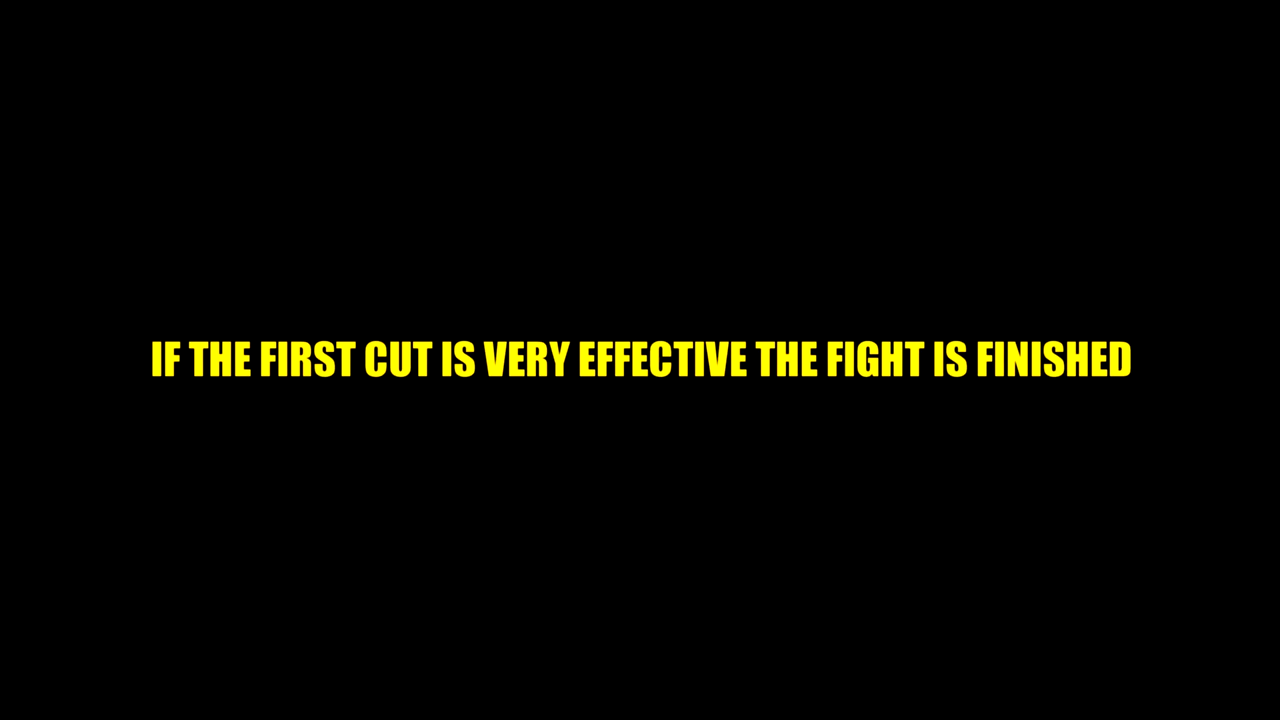 IF THE FIRST CUT IS VERY EFFECTIVE THE FIGHT IS FINISHED